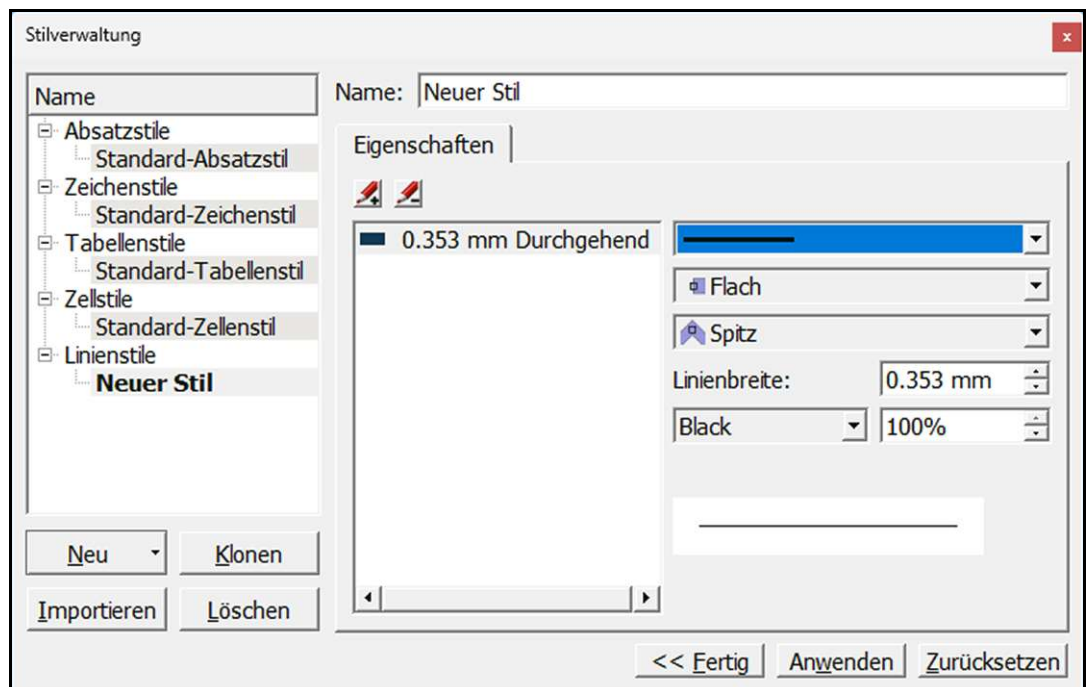 Stilverwaltung
Name
Absatzstile
Standard-Absatzstil
Zeichenstile
Standard-Zeichenstil
Tabellenstile
Standard-Tabellenstil
Zellstile
Standard-Zellenstil
Linienstile
Neuer Stil
Neu
Klonen
Importieren
Löschen
Name: Neuer Stil
Eigenschaften
0.353 mm Durchgehend
Flach
Spitz
Linienbreite: 0.353 mm
Black 100%
<< Fertig Anwenden Zurücksetzen